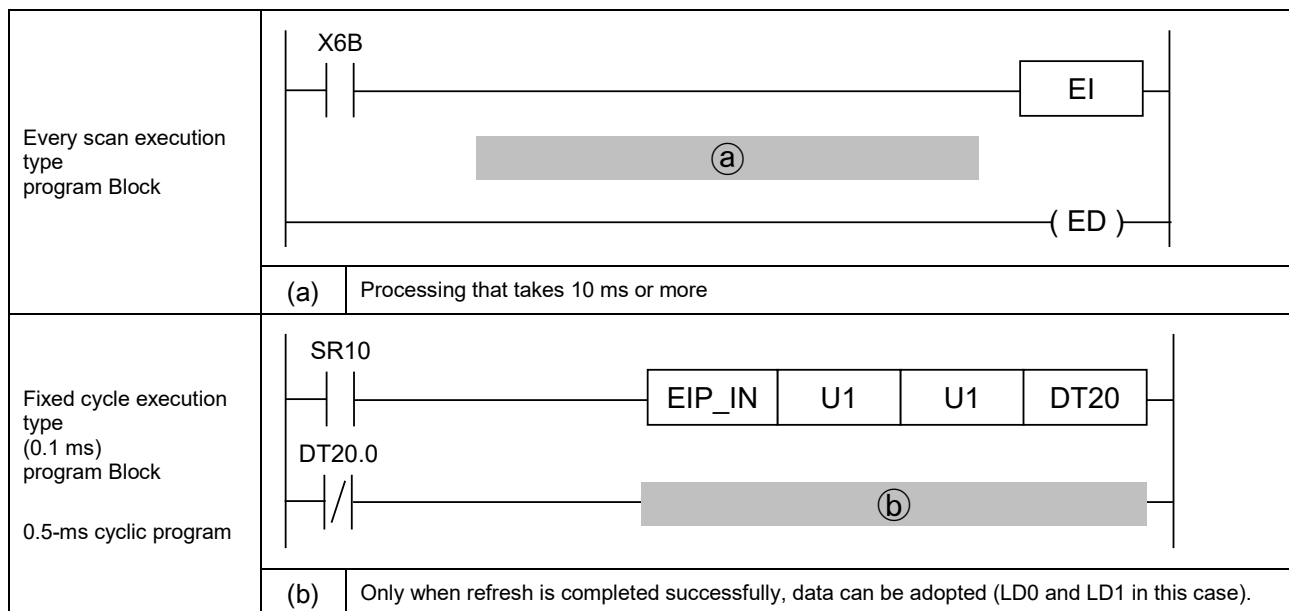 Every scan execution
type
program Block
X6B
EI
ⓐ
( ED )
(a) Processing that takes 10 ms or more
Fixed cycle execution
type
(0.1 ms)
program Block
0.5-ms cyclic program
SR10
EIP_IN U1 U1 DT20
DT20.0
ⓑ
(b) Only when refresh is completed successfully, data can be adopted (LD0 and LD1 in this case).